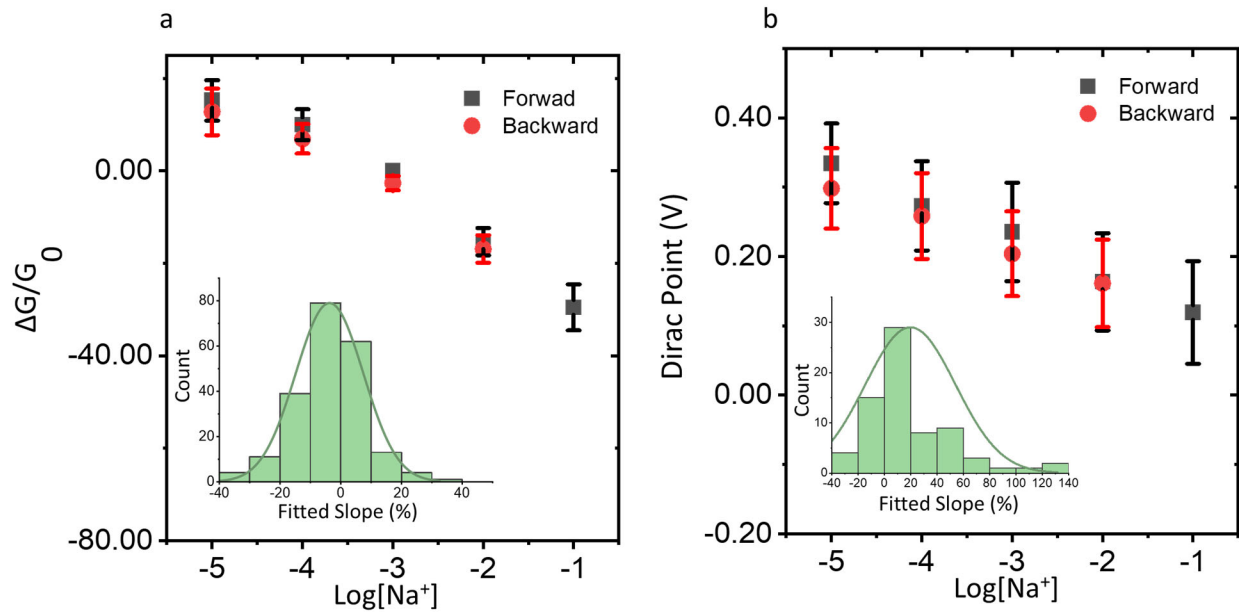 a
Forwad
Backward
0.00
-40.00
-80.00
ΔG/G₀
-5 -4 -3 -2 -1
Log[Na⁺]
80
60
40
20
0
Count
-40 -20 0 20 40
Fitted Slope (%)
b
Forward
Backward
0.40
0.20
0.00
-0.20
Dirac Point (V)
-5 -4 -3 -2 -1
Log[Na⁺]
30
20
10
0
Count
-40 -20 0 20 40 60 80 100 120 140
Fitted Slope (%)